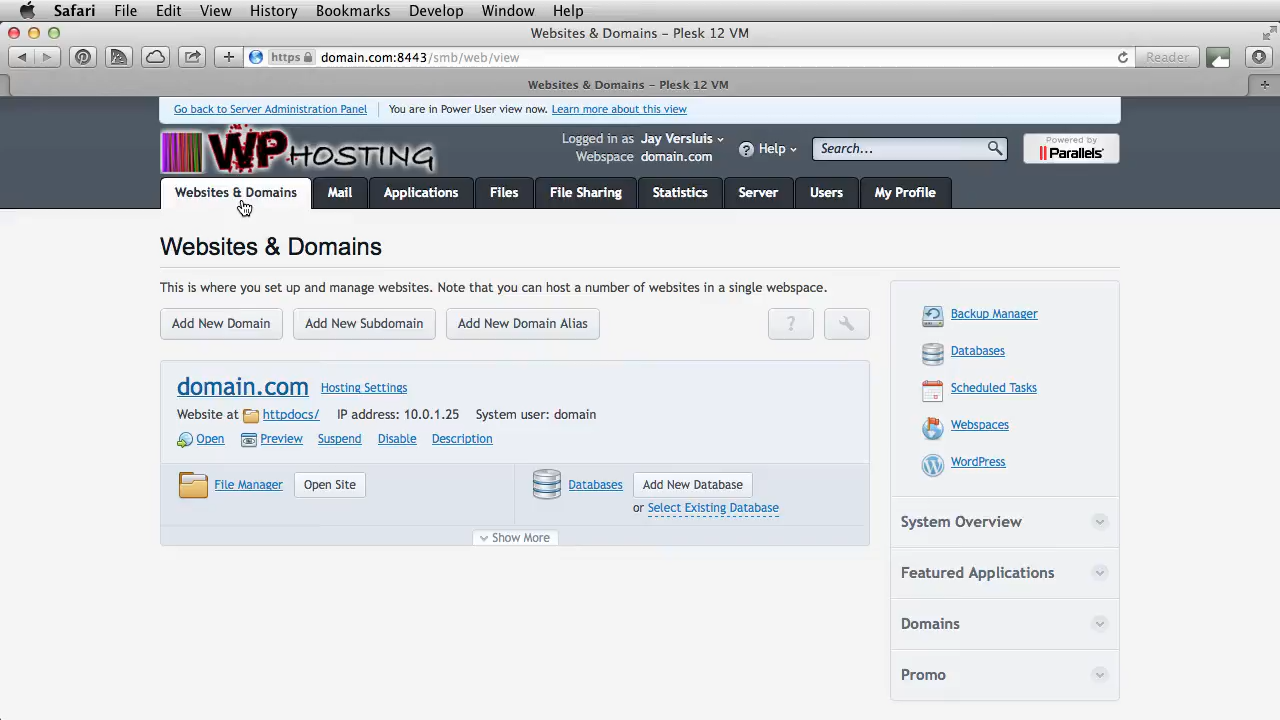 Safari File Edit View History Bookmarks Develop Window Help
Websites & Domains – Plesk 12 VM
https domain.com:8443/smb/web/view Reader
Websites & Domains – Plesk 12 VM
Go back to Server Administration Panel You are in Power User view now. Learn more about this view
WP HOSTING
Logged in as Jay Versluis
Webspace domain.com
? Help
Search...
Powered by
Parallels
Websites & Domains Mail Applications Files File Sharing Statistics Server Users My Profile
Websites & Domains
This is where you set up and manage websites. Note that you can host a number of websites in a single webspace.
Add New Domain Add New Subdomain Add New Domain Alias ?
domain.com Hosting Settings
Website at httpdocs/ IP address: 10.0.1.25 System user: domain
Open Preview Suspend Disable Description
File Manager Open Site
Databases Add New Database
or Select Existing Database
Show More
Backup Manager
Databases
Scheduled Tasks
Webspaces
WordPress
System Overview
Featured Applications
Domains
Promo